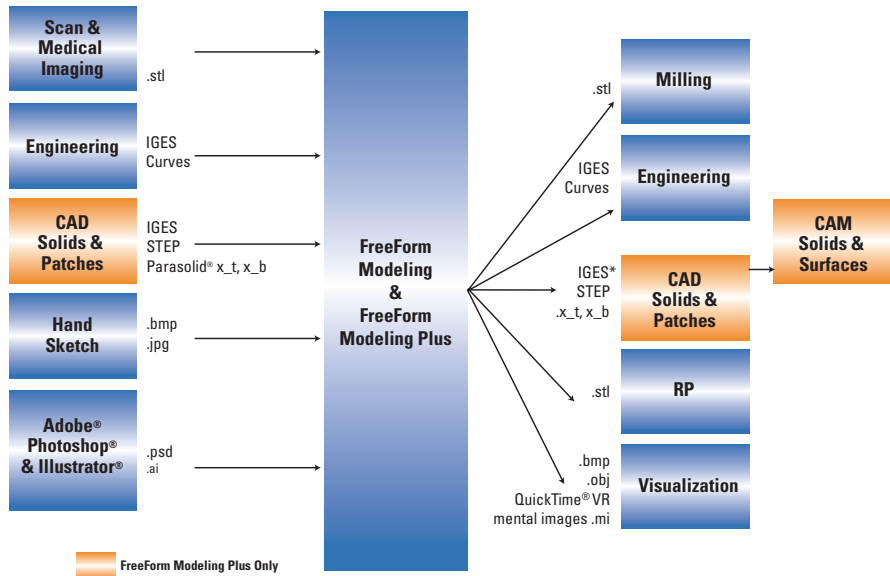 Scan &
Medical
Imaging
.stl
Engineering
IGES
Curves
CAD
Solids &
Patches
IGES
STEP
Parasolid® x_t, x_b
Hand
Sketch
.bmp
.jpg
Adobe®
Photoshop®
& Illustrator®
.psd
.ai
FreeForm
Modeling
&
FreeForm
Modeling Plus
.stl
Milling
IGES
Curves
Engineering
IGES*
STEP
.x_t, x_b
CAD
Solids &
Patches
CAM
Solids &
Surfaces
.stl
RP
.bmp
.obj
QuickTime® VR
mental images .mi
Visualization
FreeForm Modeling Plus Only